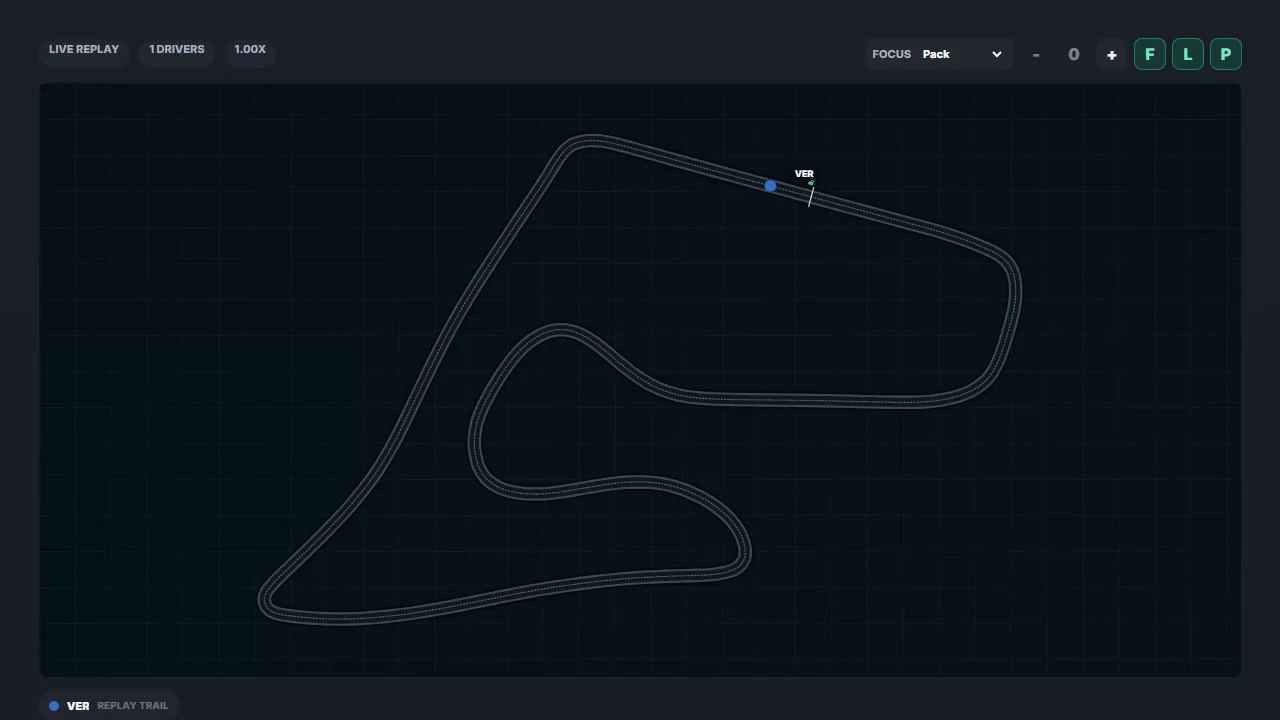 LIVE REPLAY 1 DRIVERS 1.00X FOCUS Pack - 0 + F L P
VER
VER REPLAY TRAIL